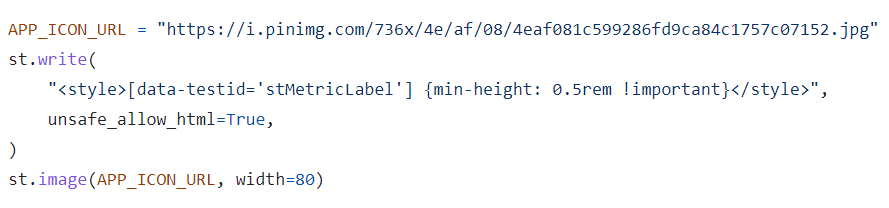 APP_ICON_URL = "https://i.pinimg.com/736x/4e/af/08/4eaf081c599286fd9ca84c1757c07152.jpg"
st.write(
    "<style>[data-testid='stMetricLabel'] {min-height: 0.5rem !important}</style>",
    unsafe_allow_html=True,
)
st.image(APP_ICON_URL, width=80)